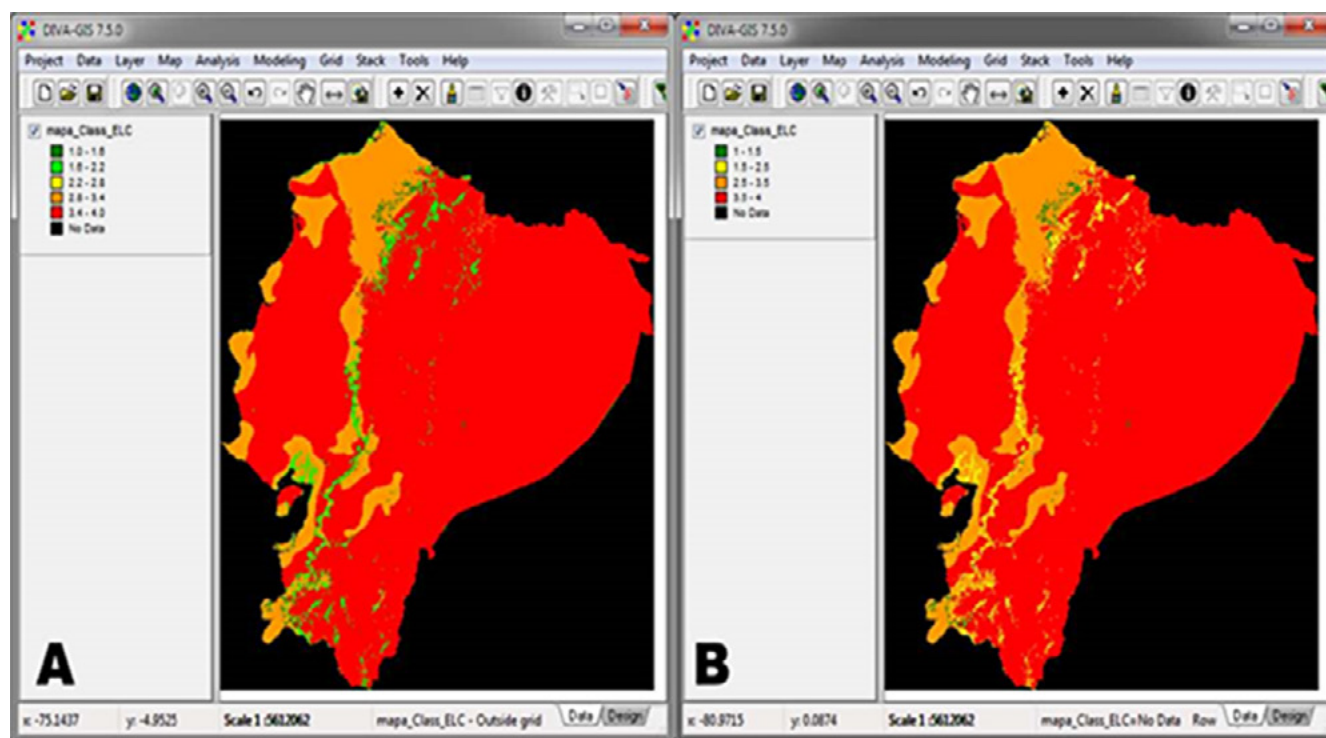 DIVA-GIS 7.5.0
Project Data Layer Map Analysis Modeling Grid Stack Tools Help
mapa_Class_ELC
1.0 - 1.6
1.6 - 2.2
2.2 - 2.8
2.8 - 3.4
3.4 - 4.0
No Data
A
x: -75.1437 y: -4.9525 Scale 1 :5612062 mapa_Class_ELC - Outside grid Data Design
DIVA-GIS 7.5.0
Project Data Layer Map Analysis Modeling Grid Stack Tools Help
mapa_Class_ELC
1 - 1.5
1.5 - 2.5
2.5 - 3.5
3.5 - 4
No Data
B
x: -80.9715 y: 0.0874 Scale 1 :5612062 mapa_Class_ELC=No Data Row Data Design